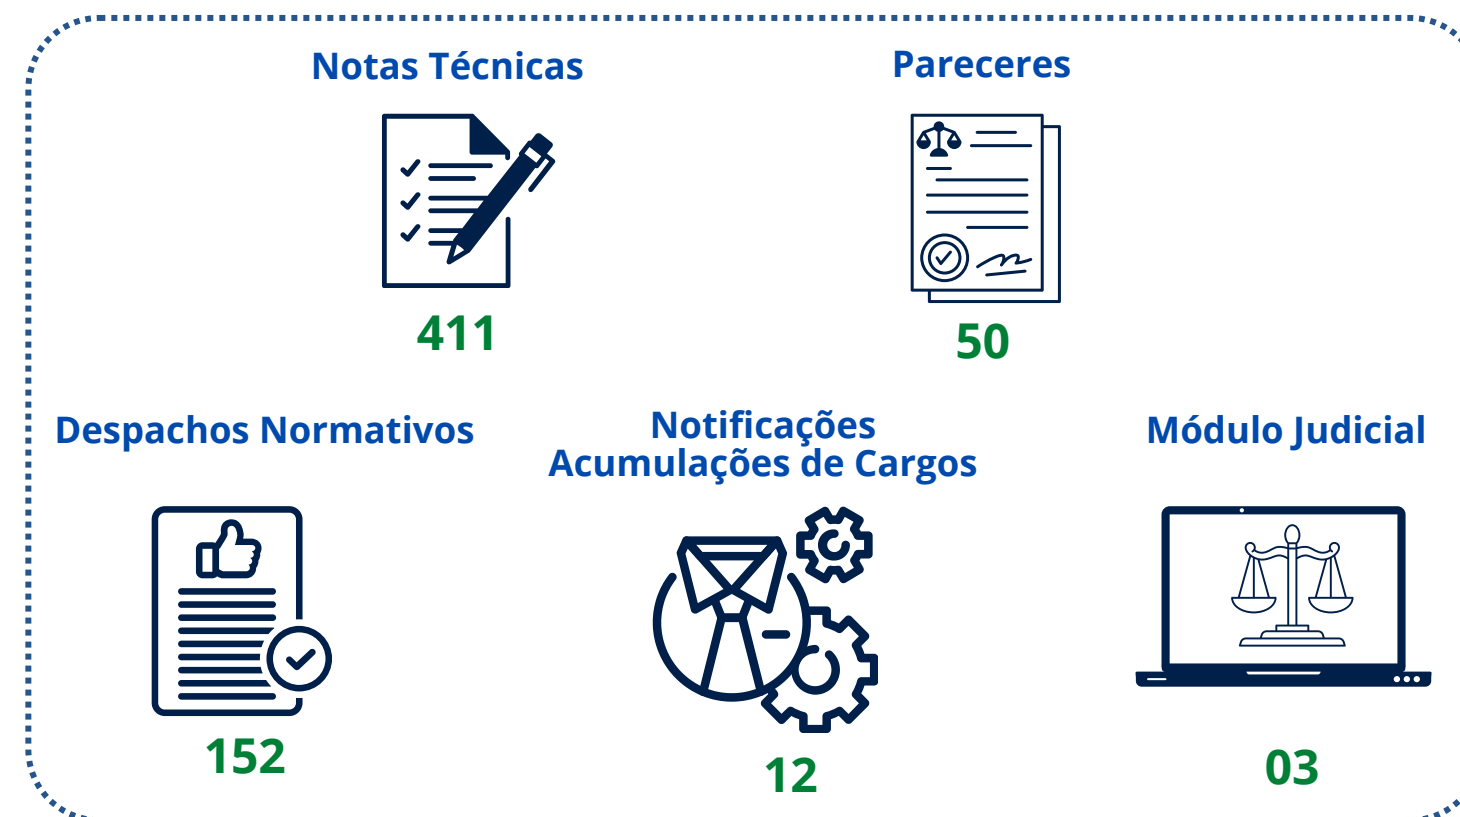 Notas Técnicas
Pareceres
411
50
Despachos Normativos
Notificações
Acumulações de Cargos
Módulo Judicial
152
12
03